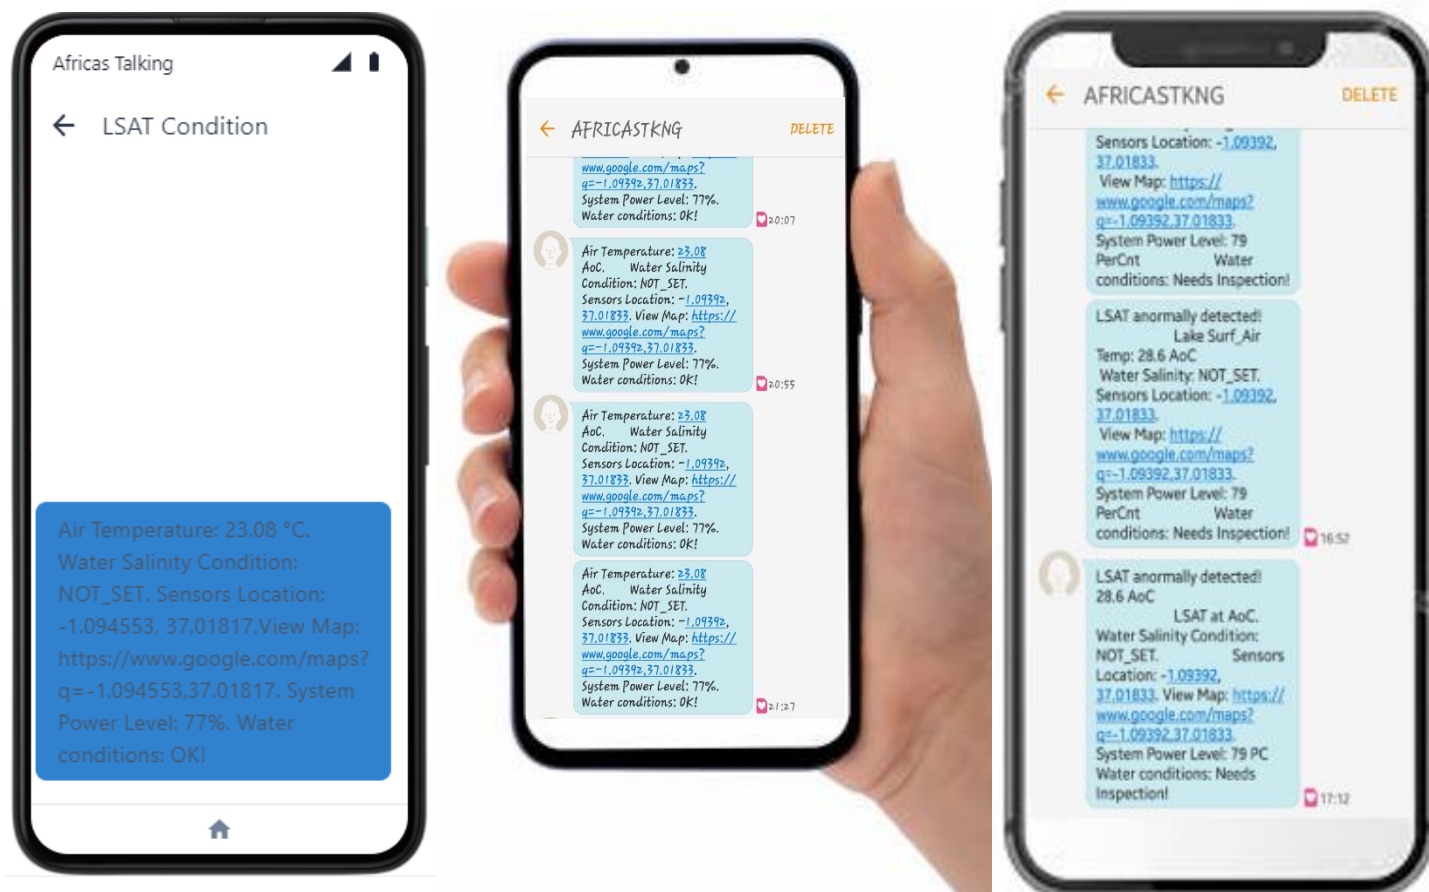 Africas Talking
LSAT Condition
Air Temperature: 23.08 °C.
Water Salinity Condition:
NOT_SET. Sensors Location:
-1.094553, 37.01817.View Map:
https://www.google.com/maps?
q=-1.094553,37.01817. System
Power Level: 77%. Water
conditions: OK!
AFRICASTKNG
DELETE
www.google.com/maps?
q=-1.09392,37.01833.
System Power Level: 77%.
Water conditions: OK!
20:07
Air Temperature: 23.08
AoC. Water Salinity
Condition: NOT_SET.
Sensors Location: -1.09392,
37.01833. View Map: https://
www.google.com/maps?
q=-1.09392,37.01833.
System Power Level: 77%.
Water conditions: OK!
20:55
Air Temperature: 23.08
AoC. Water Salinity
Condition: NOT_SET.
Sensors Location: -1.09392,
37.01833. View Map: https://
www.google.com/maps?
q=-1.09392,37.01833.
System Power Level: 77%.
Water conditions: OK!
Air Temperature: 23.08
AoC. Water Salinity
Condition: NOT_SET.
Sensors Location: -1.09392,
37.01833. View Map: https://
www.google.com/maps?
q=-1.09392,37.01833.
System Power Level: 77%.
Water conditions: OK!
21:27
AFRICASTKNG
DELETE
Sensors Location: -1.09392,
37.01833.
View Map: https://
www.google.com/maps?
q=-1.09392,37.01833.
System Power Level: 79
PerCnt Water
conditions: Needs Inspection!
LSAT anormally detected!
Lake Surf_Air
Temp: 28.6 AoC
Water Salinity: NOT_SET.
Sensors Location: -1.09392,
37.01833.
View Map: https://
www.google.com/maps?
q=-1.09392,37.01833.
System Power Level: 79
PerCnt Water
conditions: Needs Inspection!
16:52
LSAT anormally detected!
28.6 AoC
LSAT at AoC.
Water Salinity Condition:
NOT_SET. Sensors
Location: -1.09392,
37.01833. View Map: https://
www.google.com/maps?
q=-1.09392,37.01833.
System Power Level: 79 PC
Water conditions: Needs
Inspection!
17:12